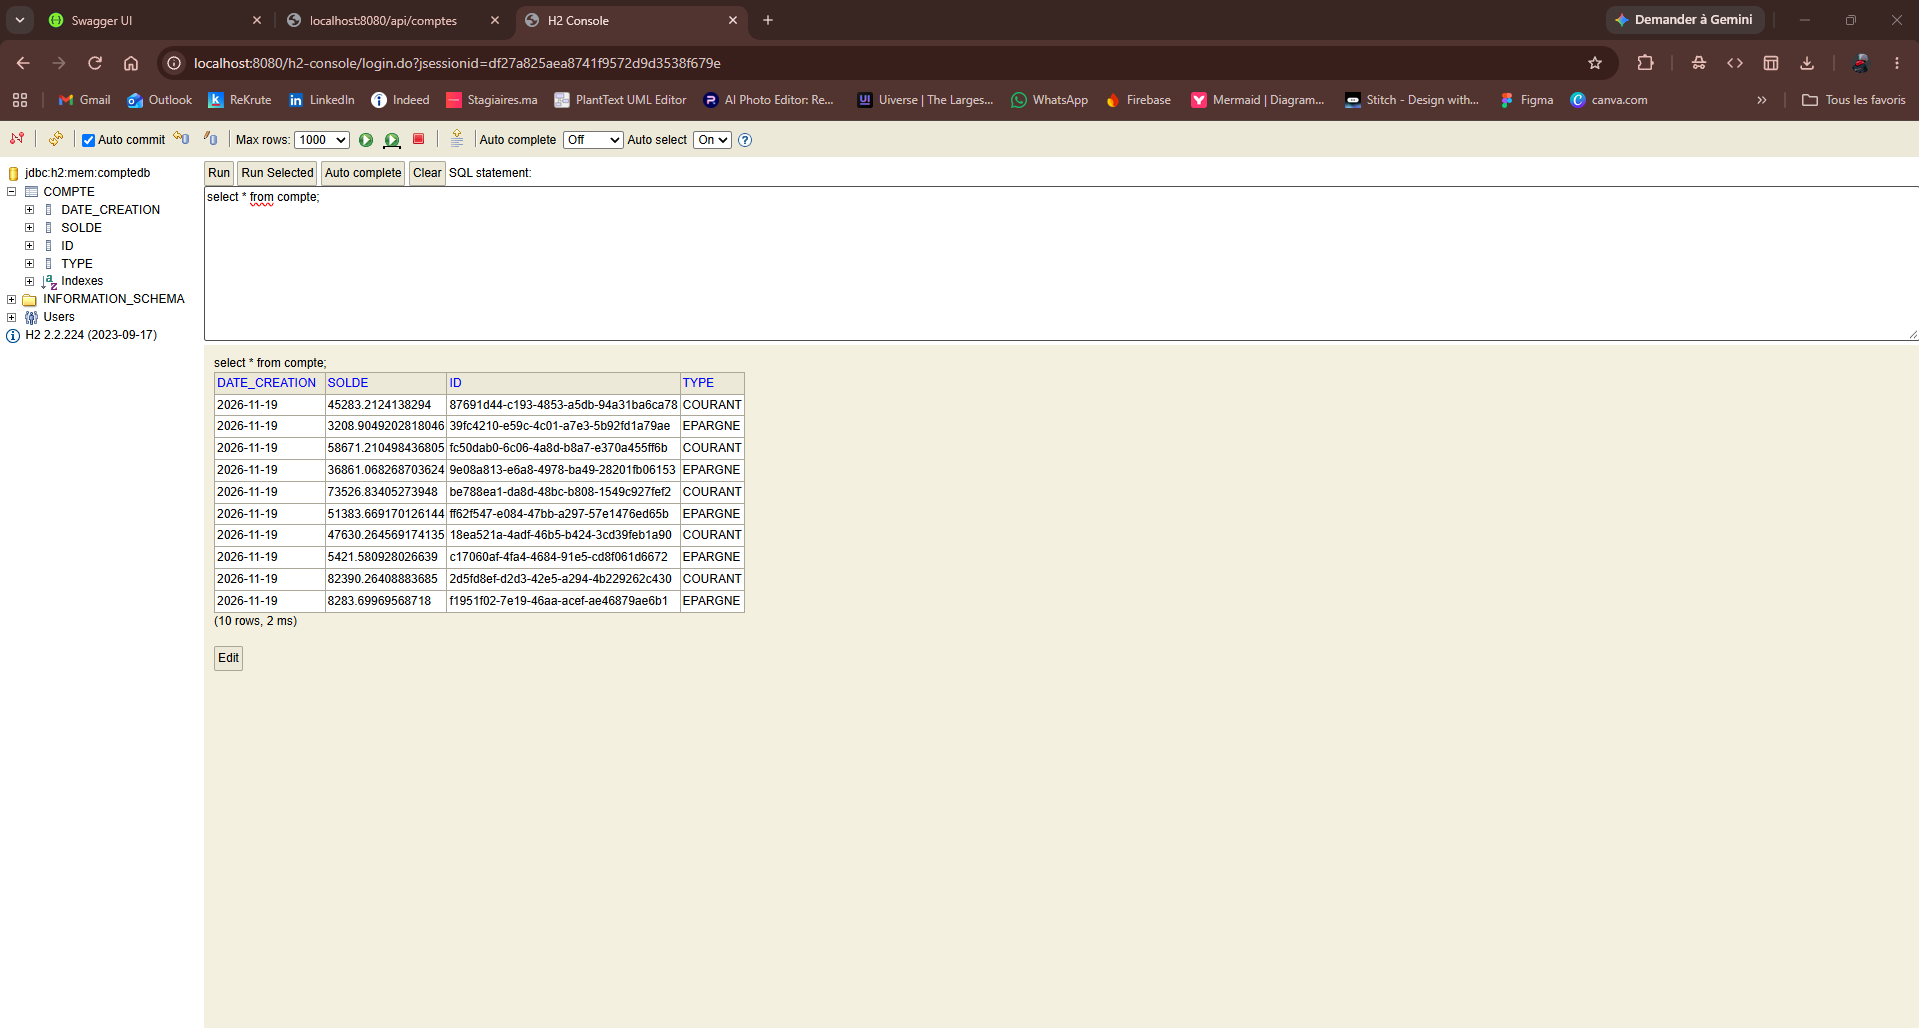 Swagger UI
localhost:8080/api/comptes
H2 Console
Demander à Gemini
localhost:8080/h2-console/login.do?jsessionid=df27a825aea8741f9572d9d3538f679e
Gmail Outlook ReKrute LinkedIn Indeed Stagiaires.ma PlantText UML Editor AI Photo Editor: Re... Uiverse | The Larges... WhatsApp Firebase Mermaid | Diagram... Stitch - Design with... Figma canva.com » Tous les favoris
Auto commit Max rows: 1000 Auto complete Off Auto select On
jdbc:h2:mem:comptedb
COMPTE
DATE_CREATION
SOLDE
ID
TYPE
Indexes
INFORMATION_SCHEMA
Users
H2 2.2.224 (2023-09-17)
Run Run Selected Auto complete Clear SQL statement:
select * from compte;
select * from compte;
DATE_CREATION SOLDE ID TYPE
2026-11-19 45283.2124138294 87691d44-c193-4853-a5db-94a31ba6ca78 COURANT
2026-11-19 3208.9049202818046 39fc4210-e59c-4c01-a7e3-5b92fd1a79ae EPARGNE
2026-11-19 58671.210498436805 fc50dab0-6c06-4a8d-b8a7-e370a455ff6b COURANT
2026-11-19 36861.068268703624 9e08a813-e6a8-4978-ba49-28201fb06153 EPARGNE
2026-11-19 73526.83405273948 be788ea1-da8d-48bc-b808-1549c927fef2 COURANT
2026-11-19 51383.669170126144 ff62f547-e084-47bb-a297-57e1476ed65b EPARGNE
2026-11-19 47630.264569174135 18ea521a-4adf-46b5-b424-3cd39feb1a90 COURANT
2026-11-19 5421.580928026639 c17060af-4fa4-4684-91e5-cd8f061d6672 EPARGNE
2026-11-19 82390.26408883685 2d5fd8ef-d2d3-42e5-a294-4b229262c430 COURANT
2026-11-19 8283.69969568718 f1951f02-7e19-46aa-acef-ae46879ae6b1 EPARGNE
(10 rows, 2 ms)
Edit